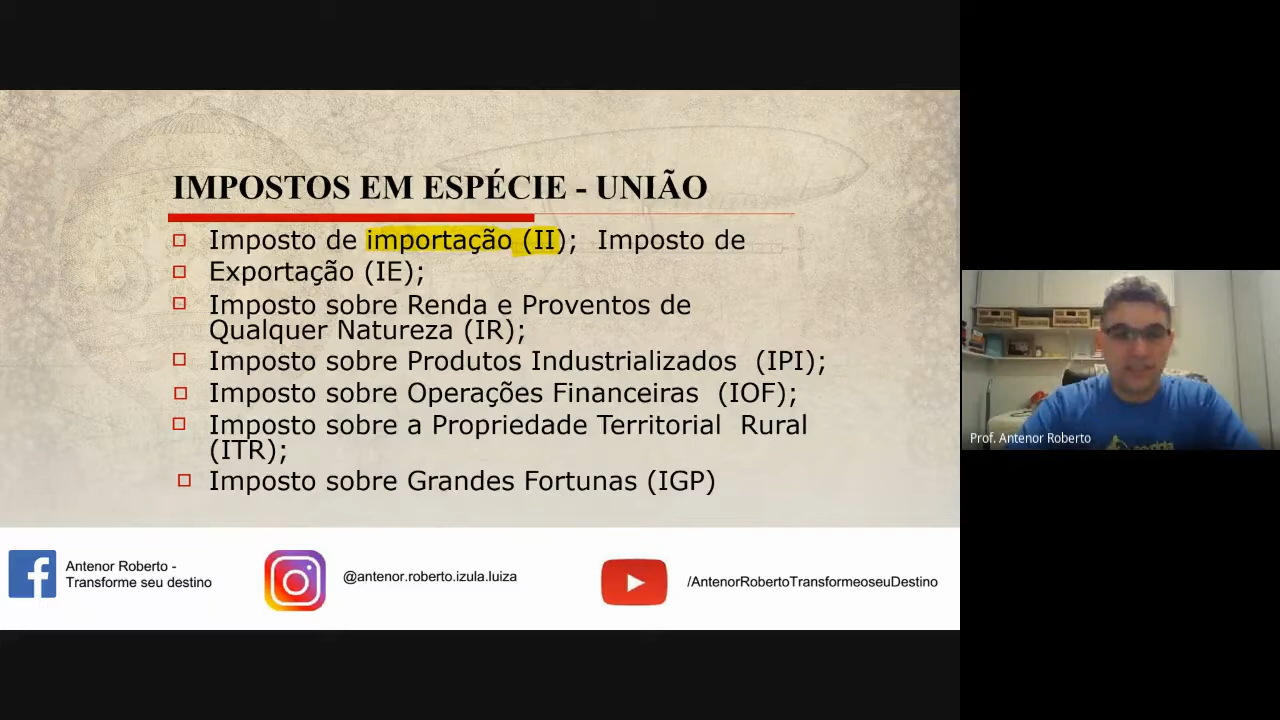 IMPOSTOS EM ESPÉCIE - UNIÃO
Imposto de importação (II); Imposto de
Exportação (IE);
Imposto sobre Renda e Proventos de
Qualquer Natureza (IR);
Imposto sobre Produtos Industrializados (IPI);
Imposto sobre Operações Financeiras (IOF);
Imposto sobre a Propriedade Territorial Rural
(ITR);
Imposto sobre Grandes Fortunas (IGP)
Antenor Roberto -
Transforme seu destino
@antenor.roberto.izula.luiza
/AntenorRobertoTransformeoseuDestino
Prof. Antenor Roberto